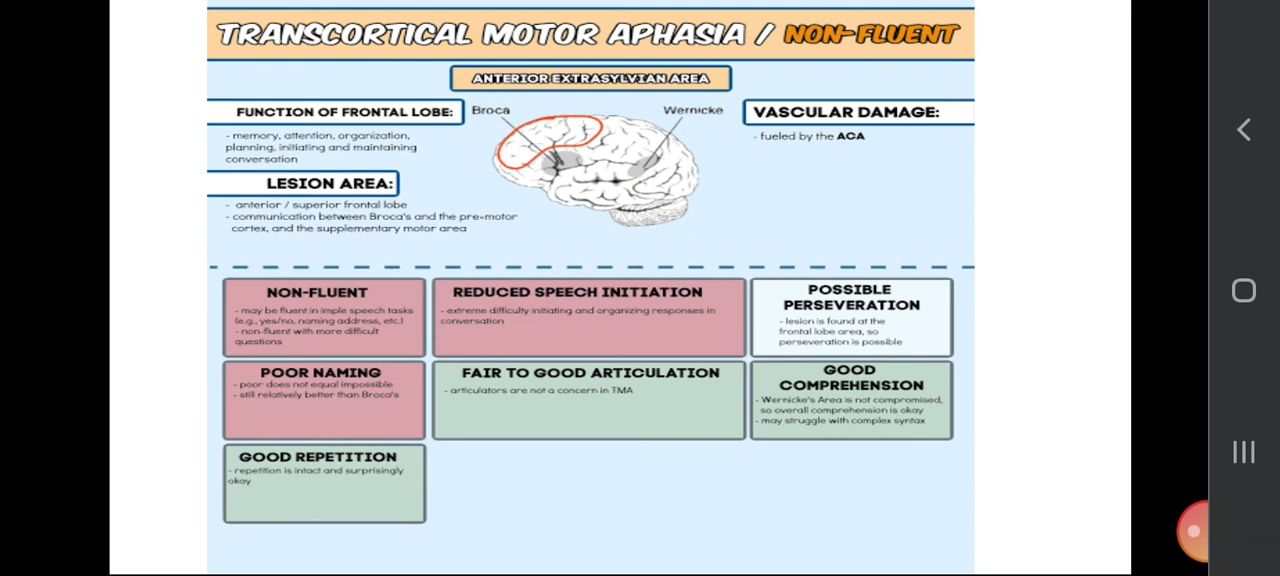 TRANSCORTICAL MOTOR APHASIA / NON-FLUENT
ANTERIOR EXTRASYLVIAN AREA
FUNCTION OF FRONTAL LOBE:
- memory, attention, organization,
planning, initiating and maintaining
conversation
LESION AREA:
- anterior / superior frontal lobe
- communication between Broca's and the pre-motor
cortex, and the supplementary motor area
Broca
Wernicke
VASCULAR DAMAGE:
- fueled by the ACA
NON-FLUENT
- may be fluent in imple speech tasks
(e.g., yes/no, naming address, etc.)
- non-fluent with more difficult
questions
REDUCED SPEECH INITIATION
- extreme difficulty initiating and organizing responses in
conversation
POSSIBLE
PERSEVERATION
- lesion is found at the
frontal lobe area, so
perseveration is possible
POOR NAMING
- poor does not equal impossible
- still relatively better than Broca's
FAIR TO GOOD ARTICULATION
- articulators are not a concern in TMA
GOOD
COMPREHENSION
- Wernicke's Area is not compromised,
so overall comprehension is okay
- may struggle with complex syntax
GOOD REPETITION
- repetition is intact and surprisingly
okay